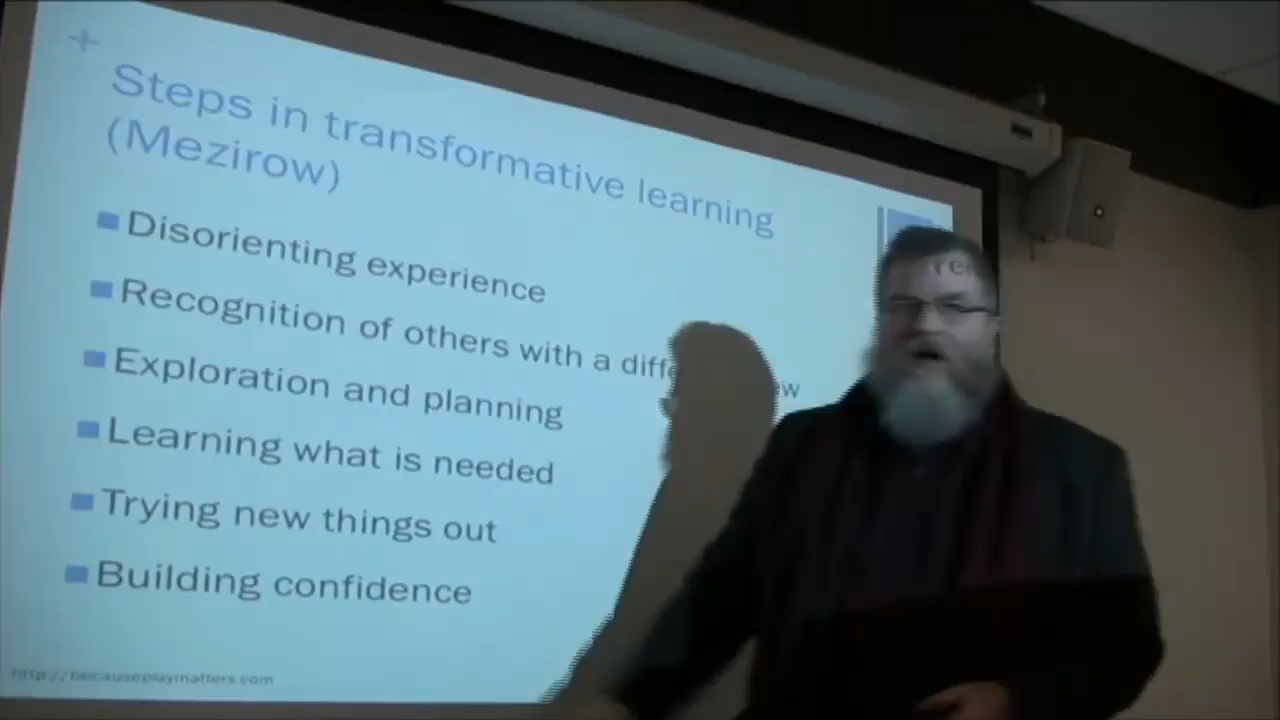 Steps in transformative learning
(Mezirow)
Disorienting experience
Recognition of others with a
Exploration and planning
Learning what is needed
Trying new things out
Building confidence
http://becauseplaymatters.com